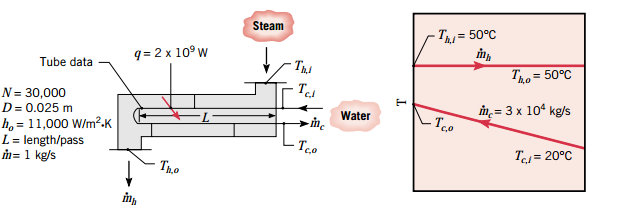 Steam
Tube data
q = 2 x 10⁹ W
N = 30,000
D = 0.025 m
hₒ = 11,000 W/m²·K
L = length/pass
ṁ = 1 kg/s
T_h,i
T_c,i
L
ṁ_c
Water
T_c,o
T_h,o
ṁ_h
T_h,i = 50°C
ṁ_h
T_h,o = 50°C
T
ṁ_c = 3 x 10⁴ kg/s
T_c,o
T_c,i = 20°C